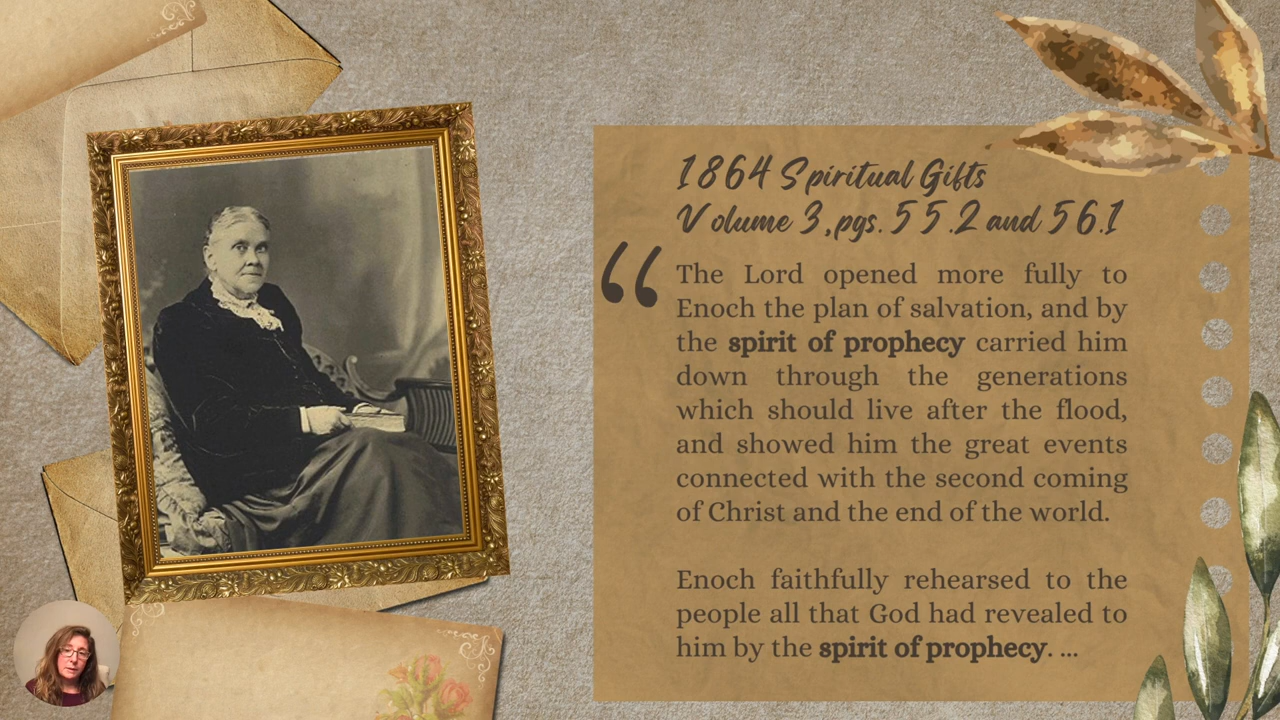 1864 Spiritual Gifts
Volume 3, pgs. 55.2 and 56.1
“
The Lord opened more fully to
Enoch the plan of salvation, and by
the spirit of prophecy carried him
down through the generations
which should live after the flood,
and showed him the great events
connected with the second coming
of Christ and the end of the world.
Enoch faithfully rehearsed to the
people all that God had revealed to
him by the spirit of prophecy. ...